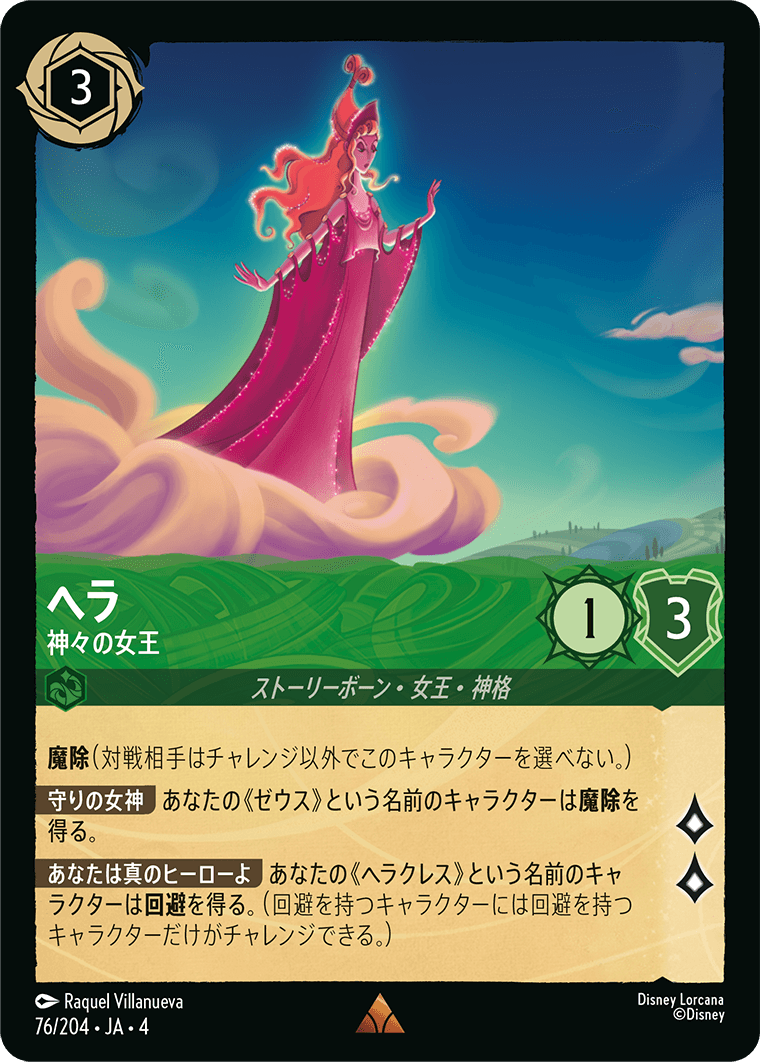 3
ヘラ
神々の女王
1
3
ストーリーボーン・女王・神格
魔除(対戦相手はチャレンジ以外でこのキャラクターを選べない。)
守りの女神 あなたの《ゼウス》という名前のキャラクターは魔除を
得る。
あなたは真のヒーローよ あなたの《ヘラクレス》という名前のキャ
ラクターは回避を得る。(回避を持つキャラクターには回避を持つ
キャラクターだけがチャレンジできる。)
Raquel Villanueva
76/204・JA・4
Disney Lorcana
©Disney